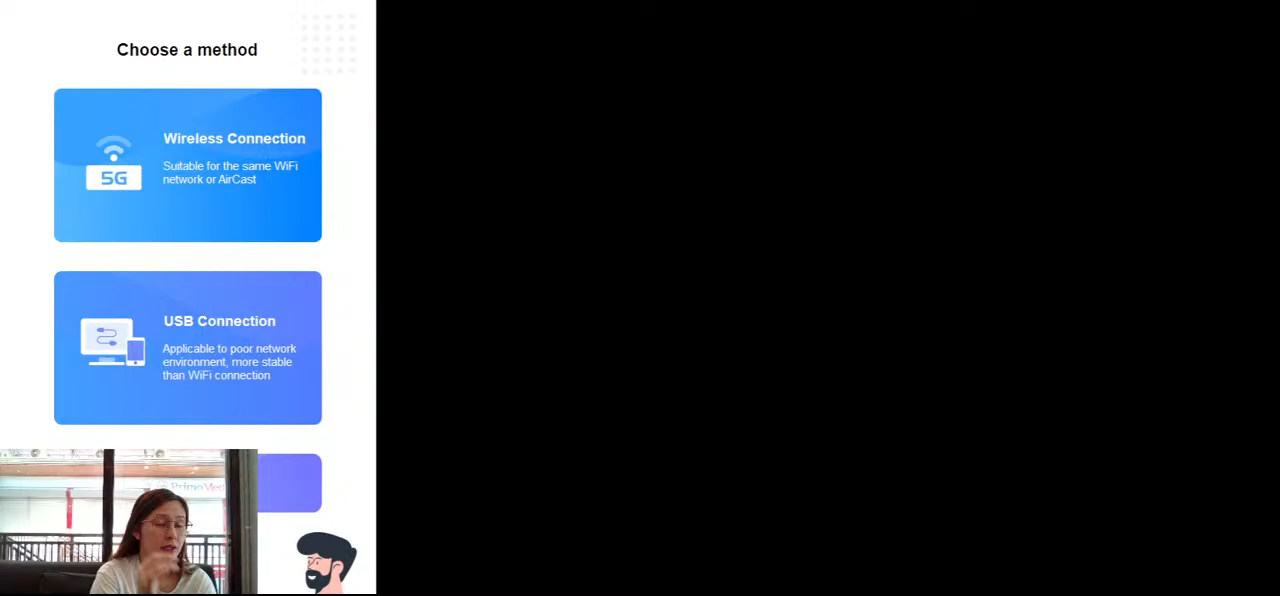 Choose a method
Wireless Connection
Suitable for the same WiFi
network or AirCast
5G
USB Connection
Applicable to poor network
environment, more stable
than WiFi connection